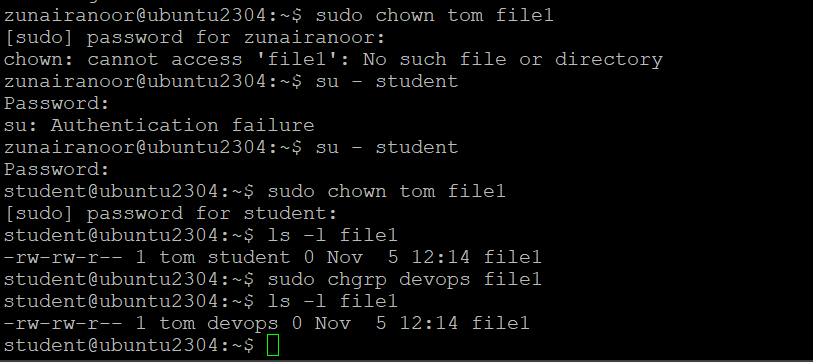 zunairanoor@ubuntu2304:~$ sudo chown tom file1
[sudo] password for zunairanoor:
chown: cannot access 'file1': No such file or directory
zunairanoor@ubuntu2304:~$ su - student
Password:
su: Authentication failure
zunairanoor@ubuntu2304:~$ su - student
Password:
student@ubuntu2304:~$ sudo chown tom file1
[sudo] password for student:
student@ubuntu2304:~$ ls -l file1
-rw-rw-r-- 1 tom student 0 Nov  5 12:14 file1
student@ubuntu2304:~$ sudo chgrp devops file1
student@ubuntu2304:~$ ls -l file1
-rw-rw-r-- 1 tom devops 0 Nov  5 12:14 file1
student@ubuntu2304:~$